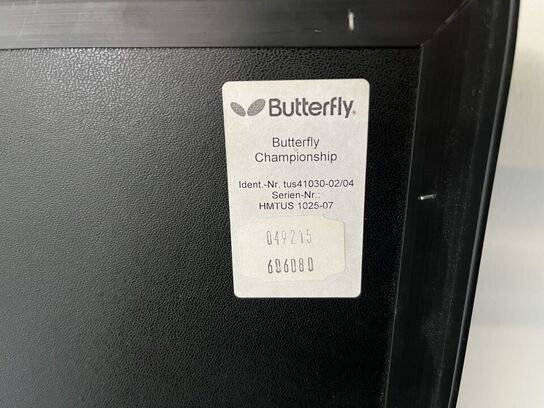 Butterfly
Butterfly
Championship
Ident.-Nr. tus41030-02/04
Serien-Nr.:
HMTUS 1025-07
049215
606080